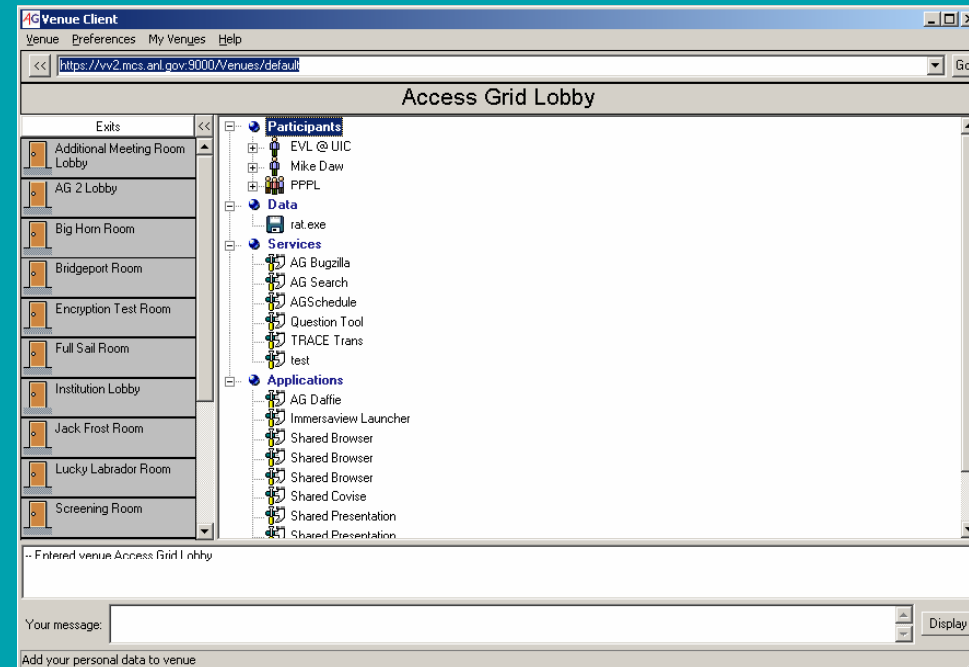 AG Venue Client
Venue Preferences My Venues Help
<< https://vv2.mcs.anl.gov:9000/Venues/default Go
Access Grid Lobby
Exits <<
Additional Meeting Room
Lobby
AG 2 Lobby
Big Horn Room
Bridgeport Room
Encryption Test Room
Full Sail Room
Institution Lobby
Jack Frost Room
Lucky Labrador Room
Screening Room
Participants
EVL @ UIC
Mike Daw
PPPL
Data
rat.exe
Services
AG Bugzilla
AG Search
AGSchedule
Question Tool
TRACE Trans
test
Applications
AG Daffie
Immersaview Launcher
Shared Browser
Shared Browser
Shared Browser
Shared Covise
Shared Presentation
Shared Presentation
-- Entered venue Access Grid Lobby
Your message: Display
Add your personal data to venue